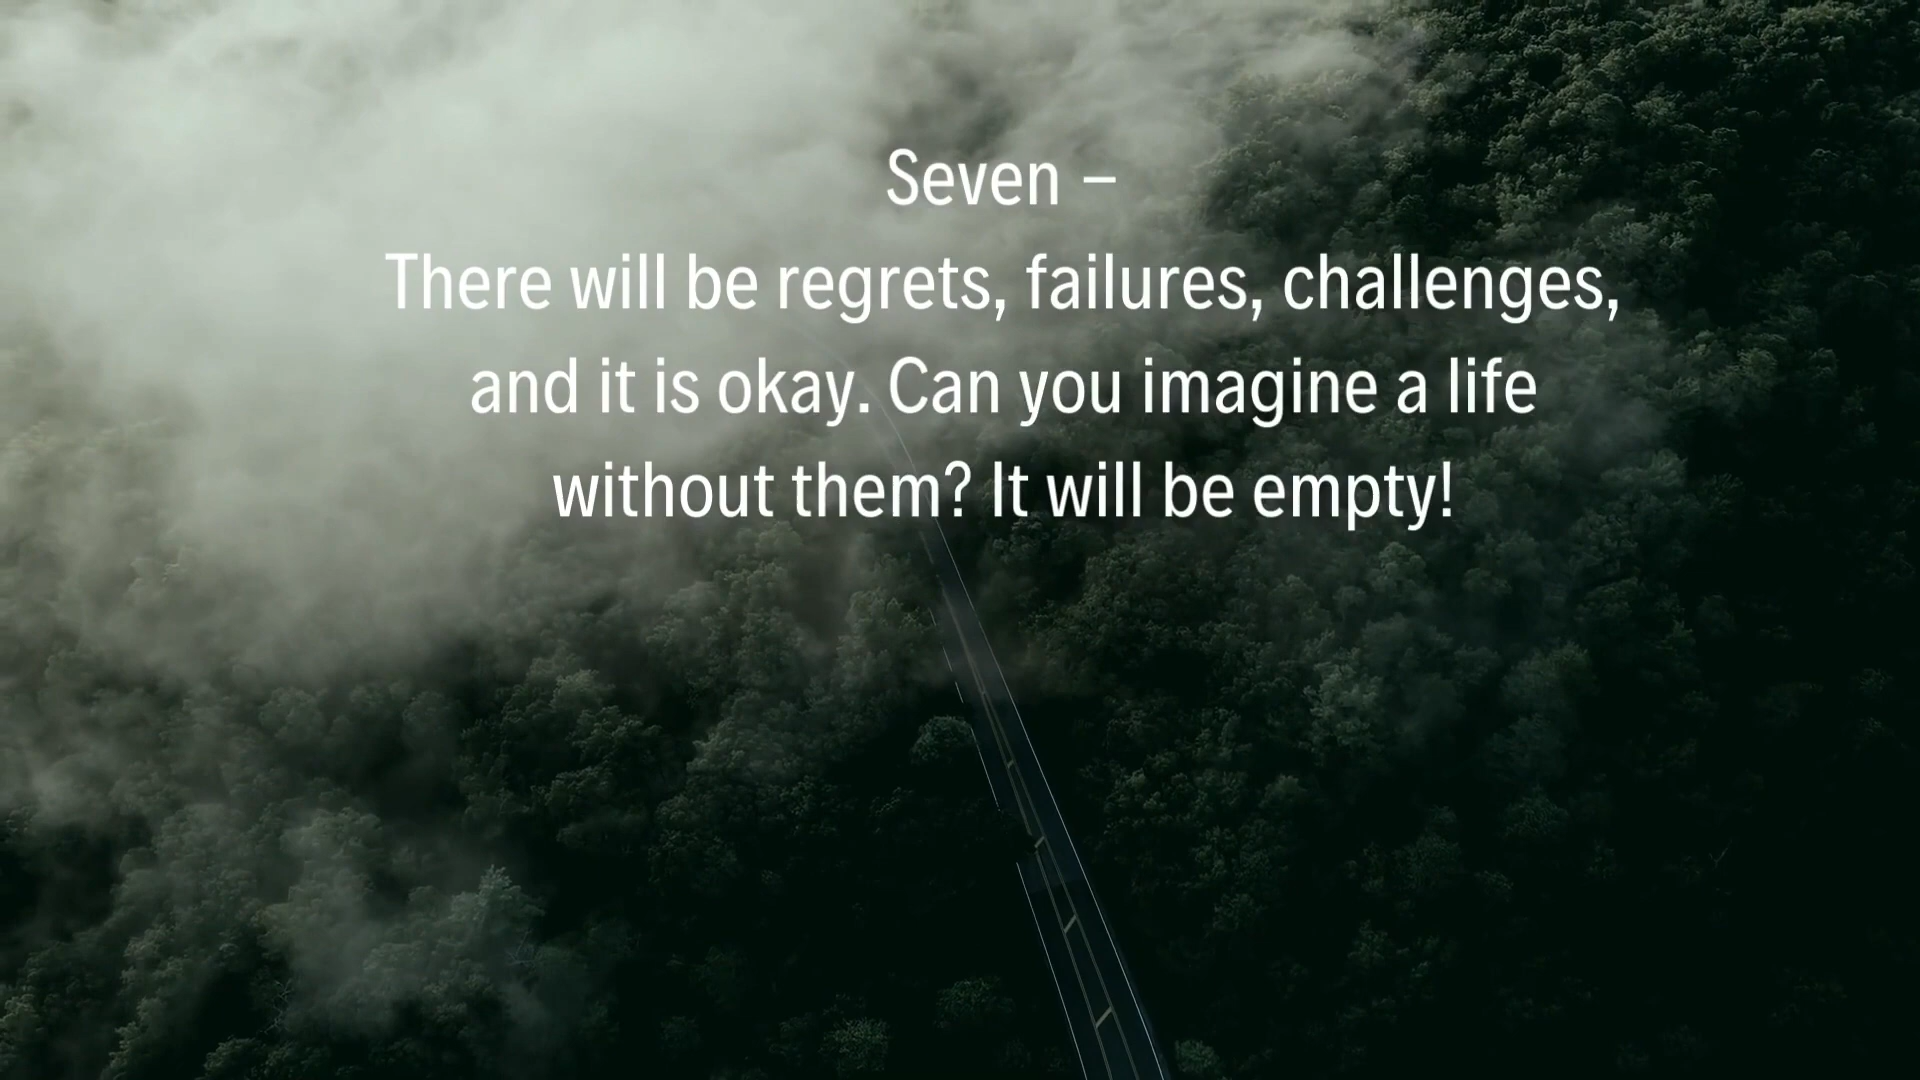 Seven –
There will be regrets, failures, challenges,
and it is okay. Can you imagine a life
without them? It will be empty!